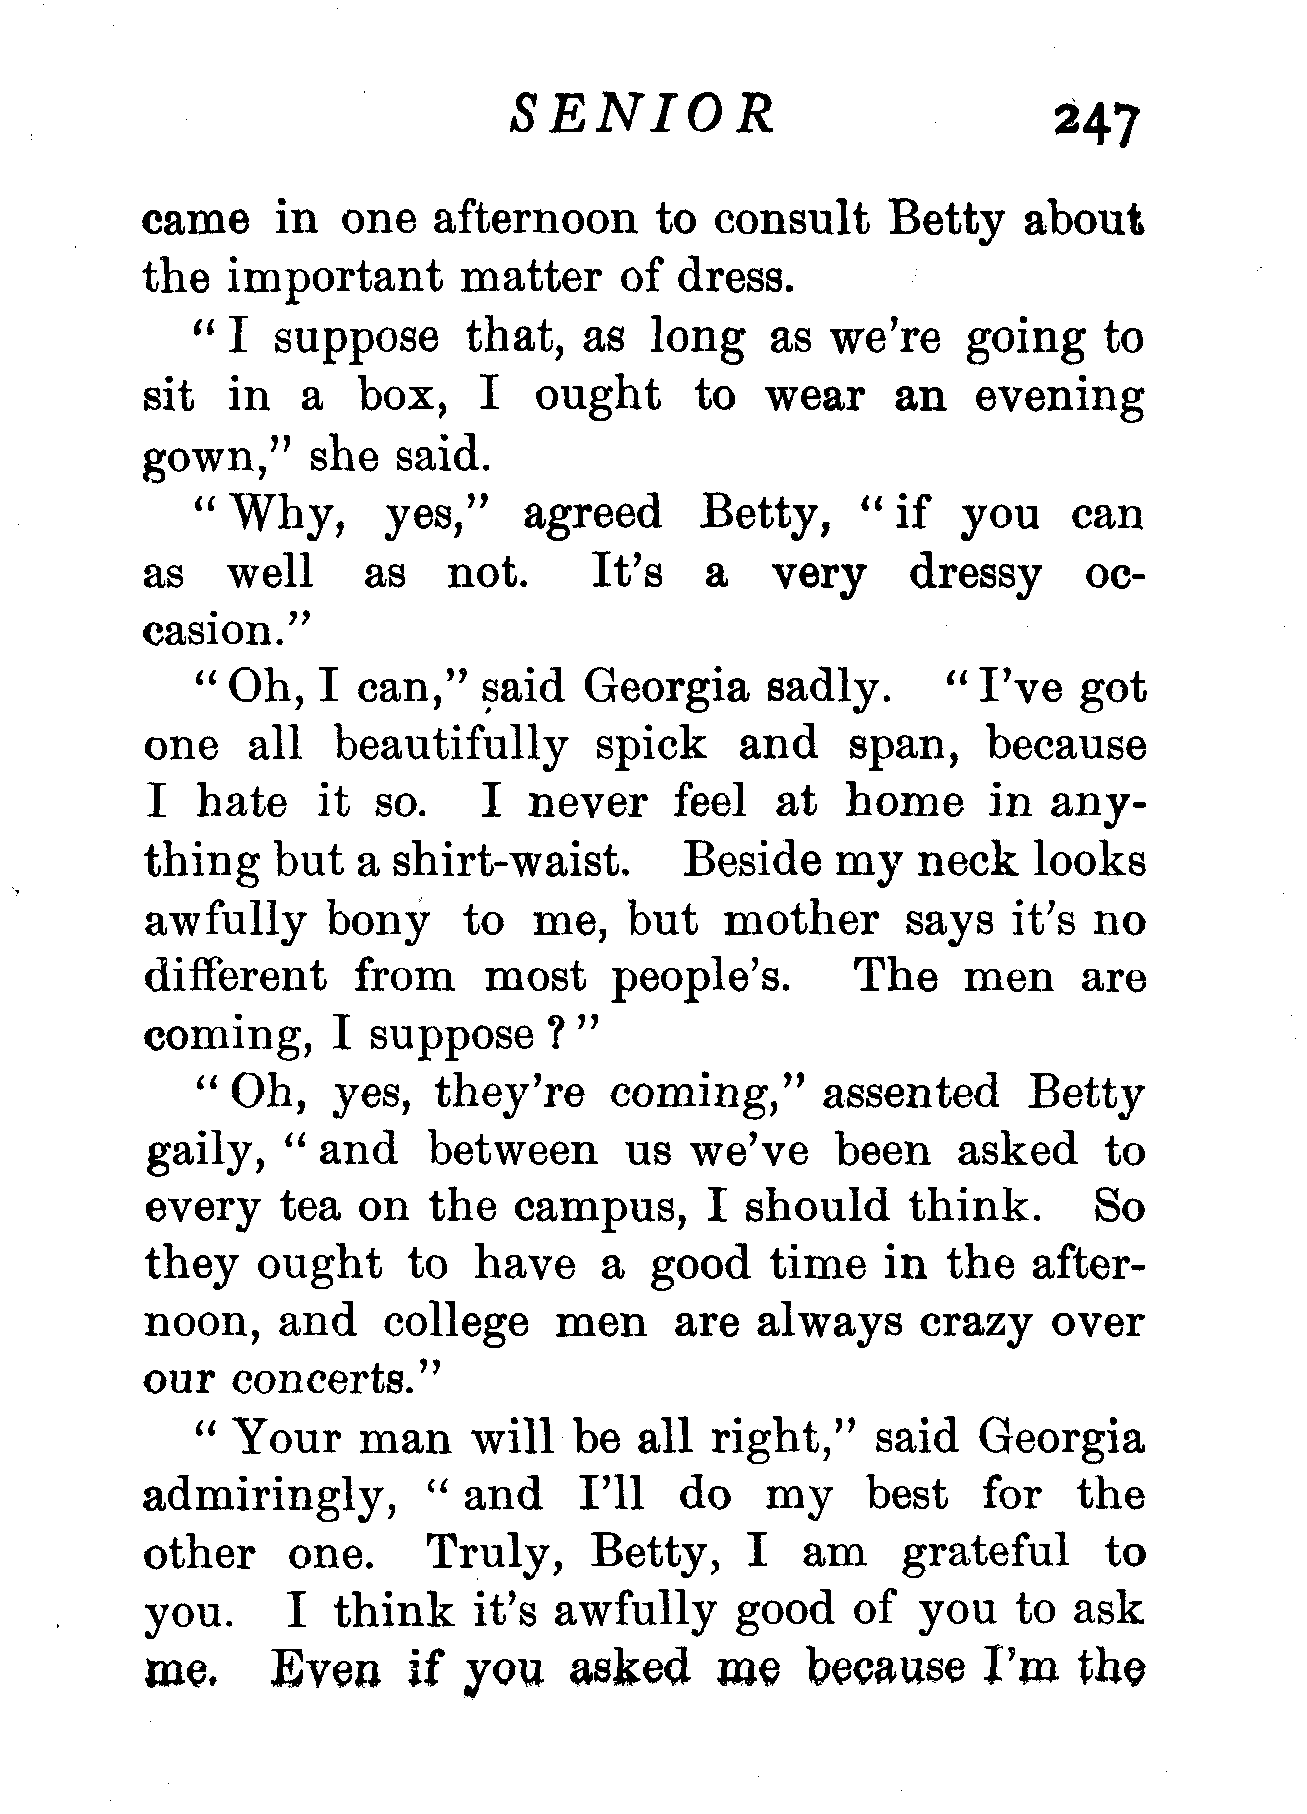 SENIOR 247
came in one afternoon to consult Betty about
the important matter of dress.
“ I suppose that, as long as we’re going to
sit in a box, I ought to wear an evening
gown,” she said.
“ Why, yes,” agreed Betty, “ if you can
as well as not. It’s a very dressy oc-
casion.”
“ Oh, I can,” said Georgia sadly. “ I’ve got
one all beautifully spick and span, because
I hate it so. I never feel at home in any-
thing but a shirt-waist. Beside my neck looks
awfully bony to me, but mother says it’s no
different from most people’s. The men are
coming, I suppose ? ”
“ Oh, yes, they’re coming,” assented Betty
gaily, “ and between us we’ve been asked to
every tea on the campus, I should think. So
they ought to have a good time in the after-
noon, and college men are always crazy over
our concerts.”
“ Your man will be all right,” said Georgia
admiringly, “ and I’ll do my best for the
other one. Truly, Betty, I am grateful to
you. I think it’s awfully good of you to ask
me. Even if you asked me because I’m the